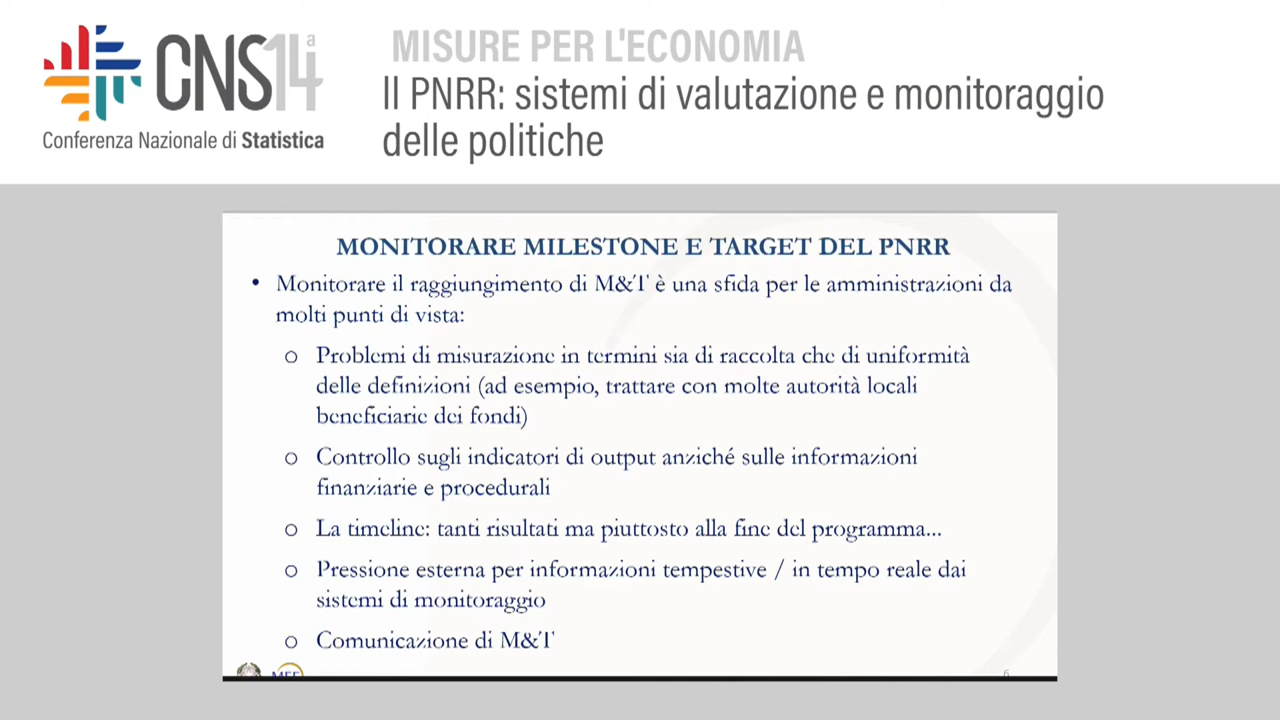 CNS14a
Conferenza Nazionale di Statistica
MISURE PER L'ECONOMIA
Il PNRR: sistemi di valutazione e monitoraggio
delle politiche
MONITORARE MILESTONE E TARGET DEL PNRR
• Monitorare il raggiungimento di M&T è una sfida per le amministrazioni da
molti punti di vista:
o Problemi di misurazione in termini sia di raccolta che di uniformità
delle definizioni (ad esempio, trattare con molte autorità locali
beneficiarie dei fondi)
o Controllo sugli indicatori di output anziché sulle informazioni
finanziarie e procedurali
o La timeline: tanti risultati ma piuttosto alla fine del programma...
o Pressione esterna per informazioni tempestive / in tempo reale dai
sistemi di monitoraggio
o Comunicazione di M&T
MEF
6